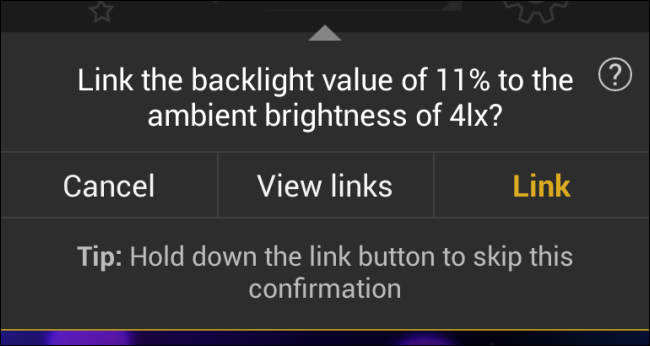 Link the backlight value of 11% to the
ambient brightness of 4lx?
?
Cancel
View links
Link
Tip: Hold down the link button to skip this
confirmation